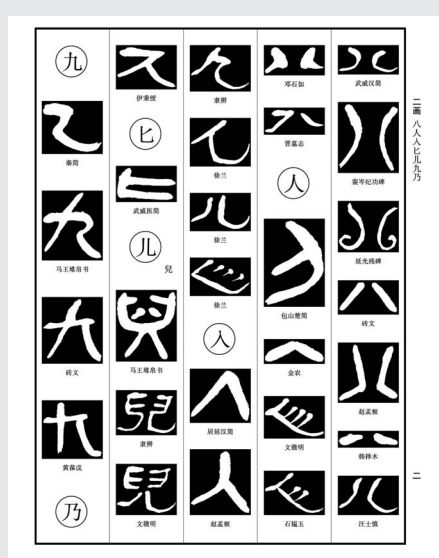 二画 八人入匕儿九乃
二
武威汉简
裴岑纪功碑
延光残碑
砖文
赵孟頫
韩择木
汪士慎
邓石如
晋墓志
人
包山楚简
金农
文徵明
石韫玉
隶辨
徐兰
徐兰
徐兰
入
居延汉简
赵孟頫
伊秉绶
匕
武威医简
儿 兒
马王堆帛书
隶辨
文徵明
九
秦简
马王堆帛书
砖文
黄葆戉
乃